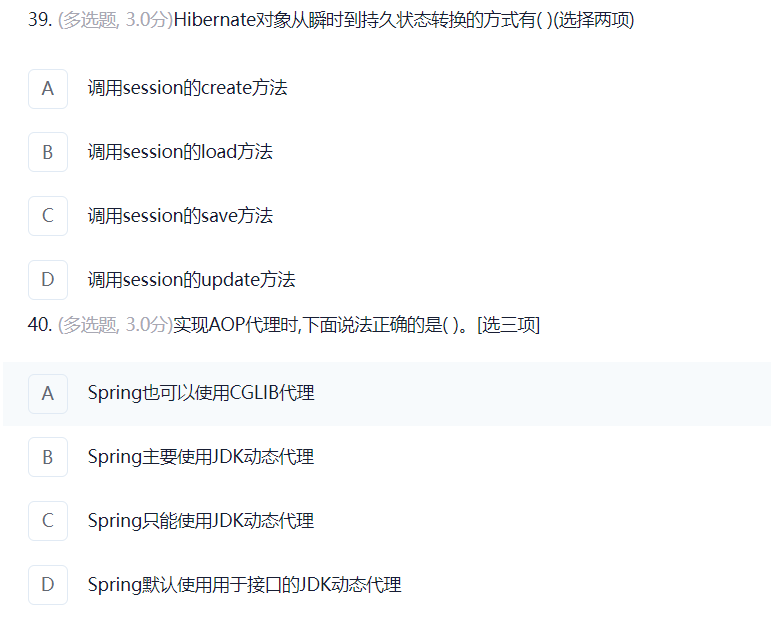 39. (多选题, 3.0分)Hibernate对象从瞬时到持久状态转换的方式有( )(选择两项)
A 调用session的create方法
B 调用session的load方法
C 调用session的save方法
D 调用session的update方法
40. (多选题, 3.0分)实现AOP代理时,下面说法正确的是( )。[选三项]
A Spring也可以使用CGLIB代理
B Spring主要使用JDK动态代理
C Spring只能使用JDK动态代理
D Spring默认使用用于接口的JDK动态代理